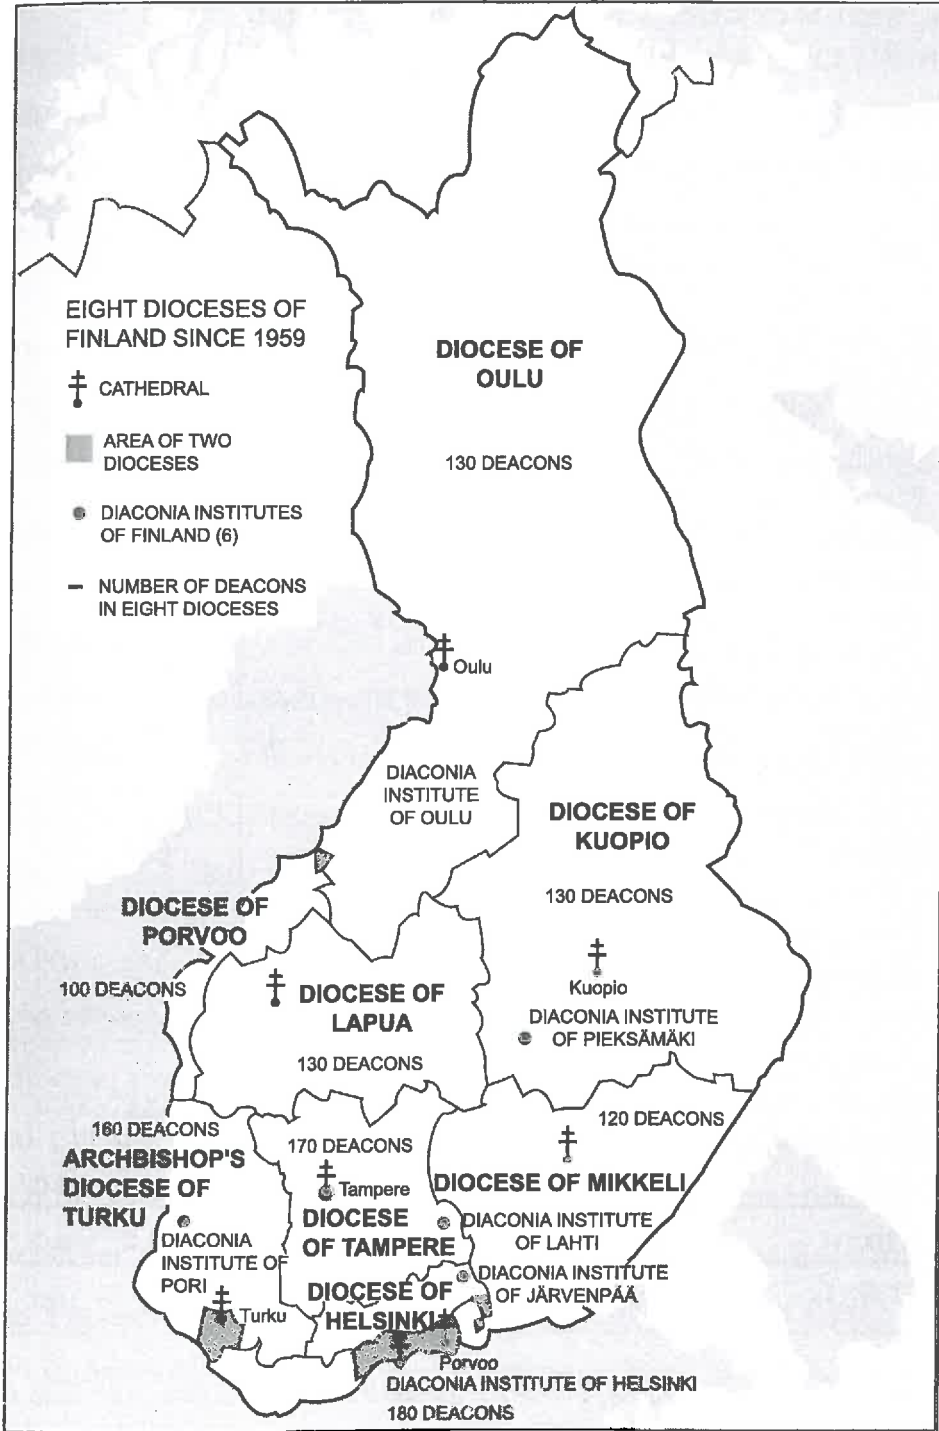 EIGHT DIOCESES OF
FINLAND SINCE 1959
CATHEDRAL
AREA OF TWO
DIOCESES
DIACONIA INSTITUTES
OF FINLAND (6)
NUMBER OF DEACONS
IN EIGHT DIOCESES
DIOCESE OF
OULU
130 DEACONS
Oulu
DIACONIA
INSTITUTE
OF OULU
DIOCESE OF
KUOPIO
130 DEACONS
Kuopio
DIACONIA INSTITUTE
OF PIEKSÄMÄKI
DIOCESE OF
PORVOO
100 DEACONS
DIOCESE OF
LAPUA
130 DEACONS
160 DEACONS
ARCHBISHOP'S
DIOCESE OF
TURKU
DIACONIA
INSTITUTE OF
PORI
Turku
170 DEACONS
Tampere
DIOCESE
OF TAMPERE
120 DEACONS
DIOCESE OF MIKKELI
DIACONIA INSTITUTE
OF LAHTI
DIACONIA INSTITUTE
OF JÄRVENPÄÄ
DIOCESE OF
HELSINKI
Porvoo
DIACONIA INSTITUTE OF HELSINKI
180 DEACONS